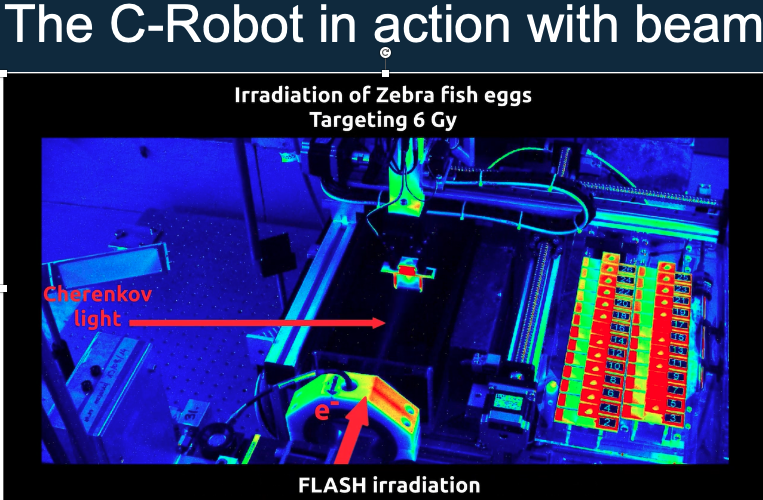 The C-Robot in action with beam
Irradiation of Zebra fish eggs
Targeting 6 Gy
Cherenkov
light
e-
FLASH irradiation